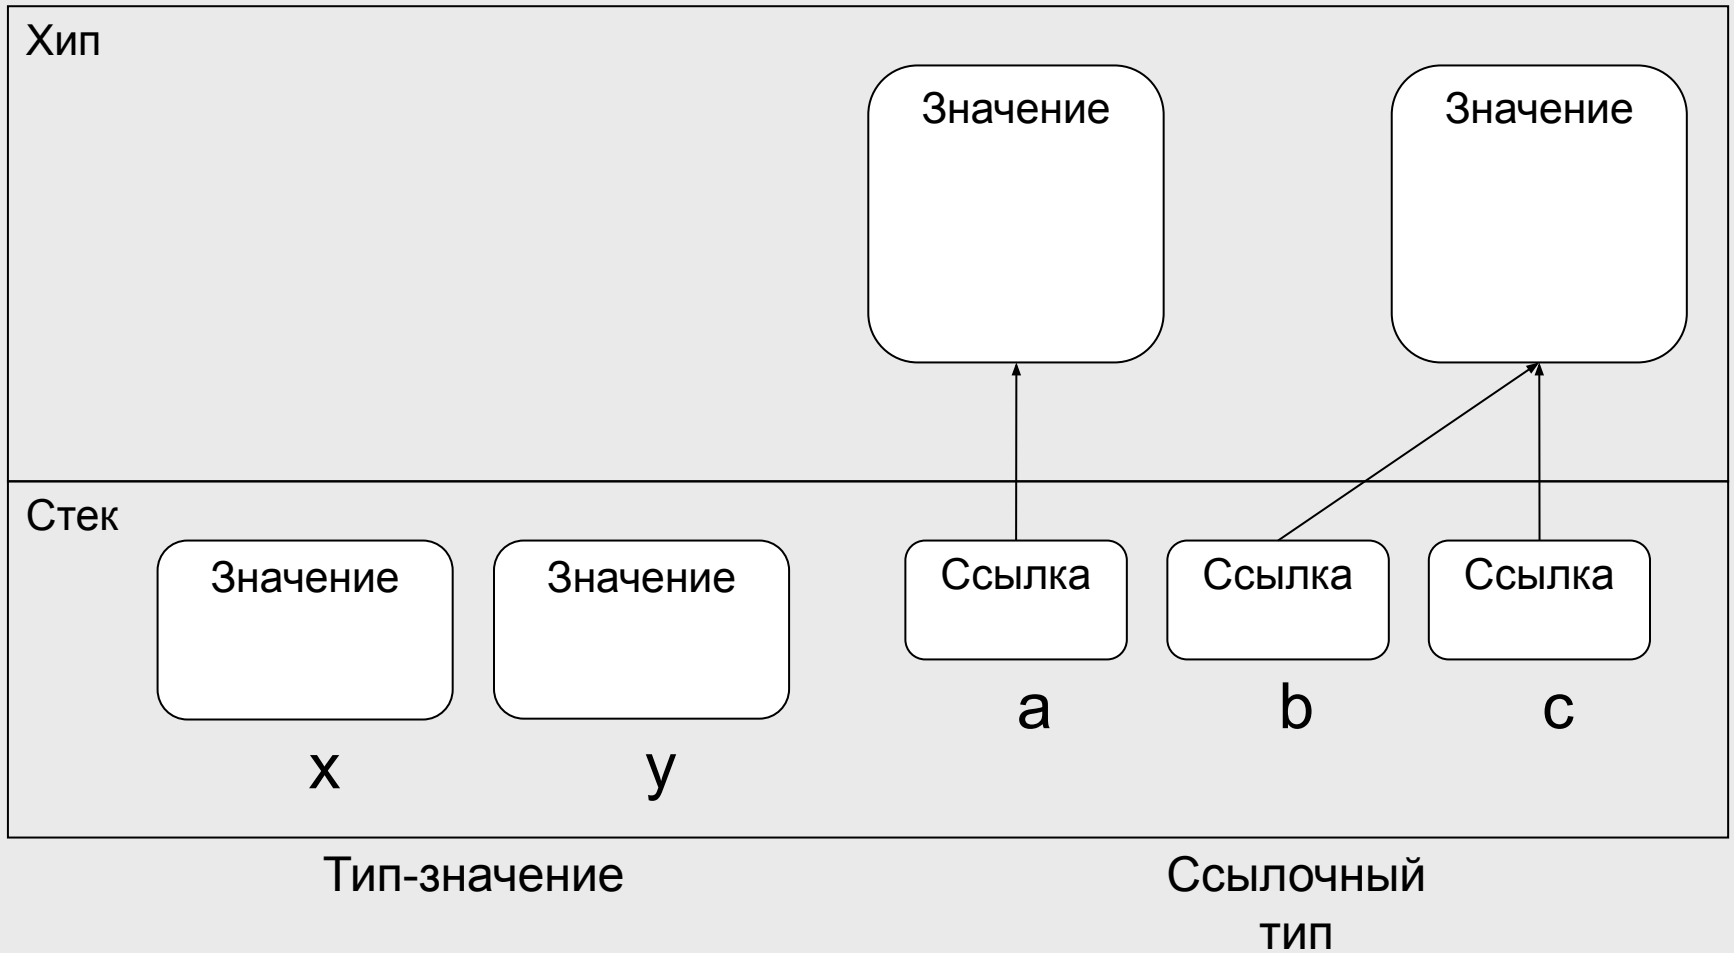 Хип
Значение
Значение
Стек
Значение
Значение
Ссылка
Ссылка
Ссылка
a
b
c
x
y
Тип-значение
Ссылочный
тип